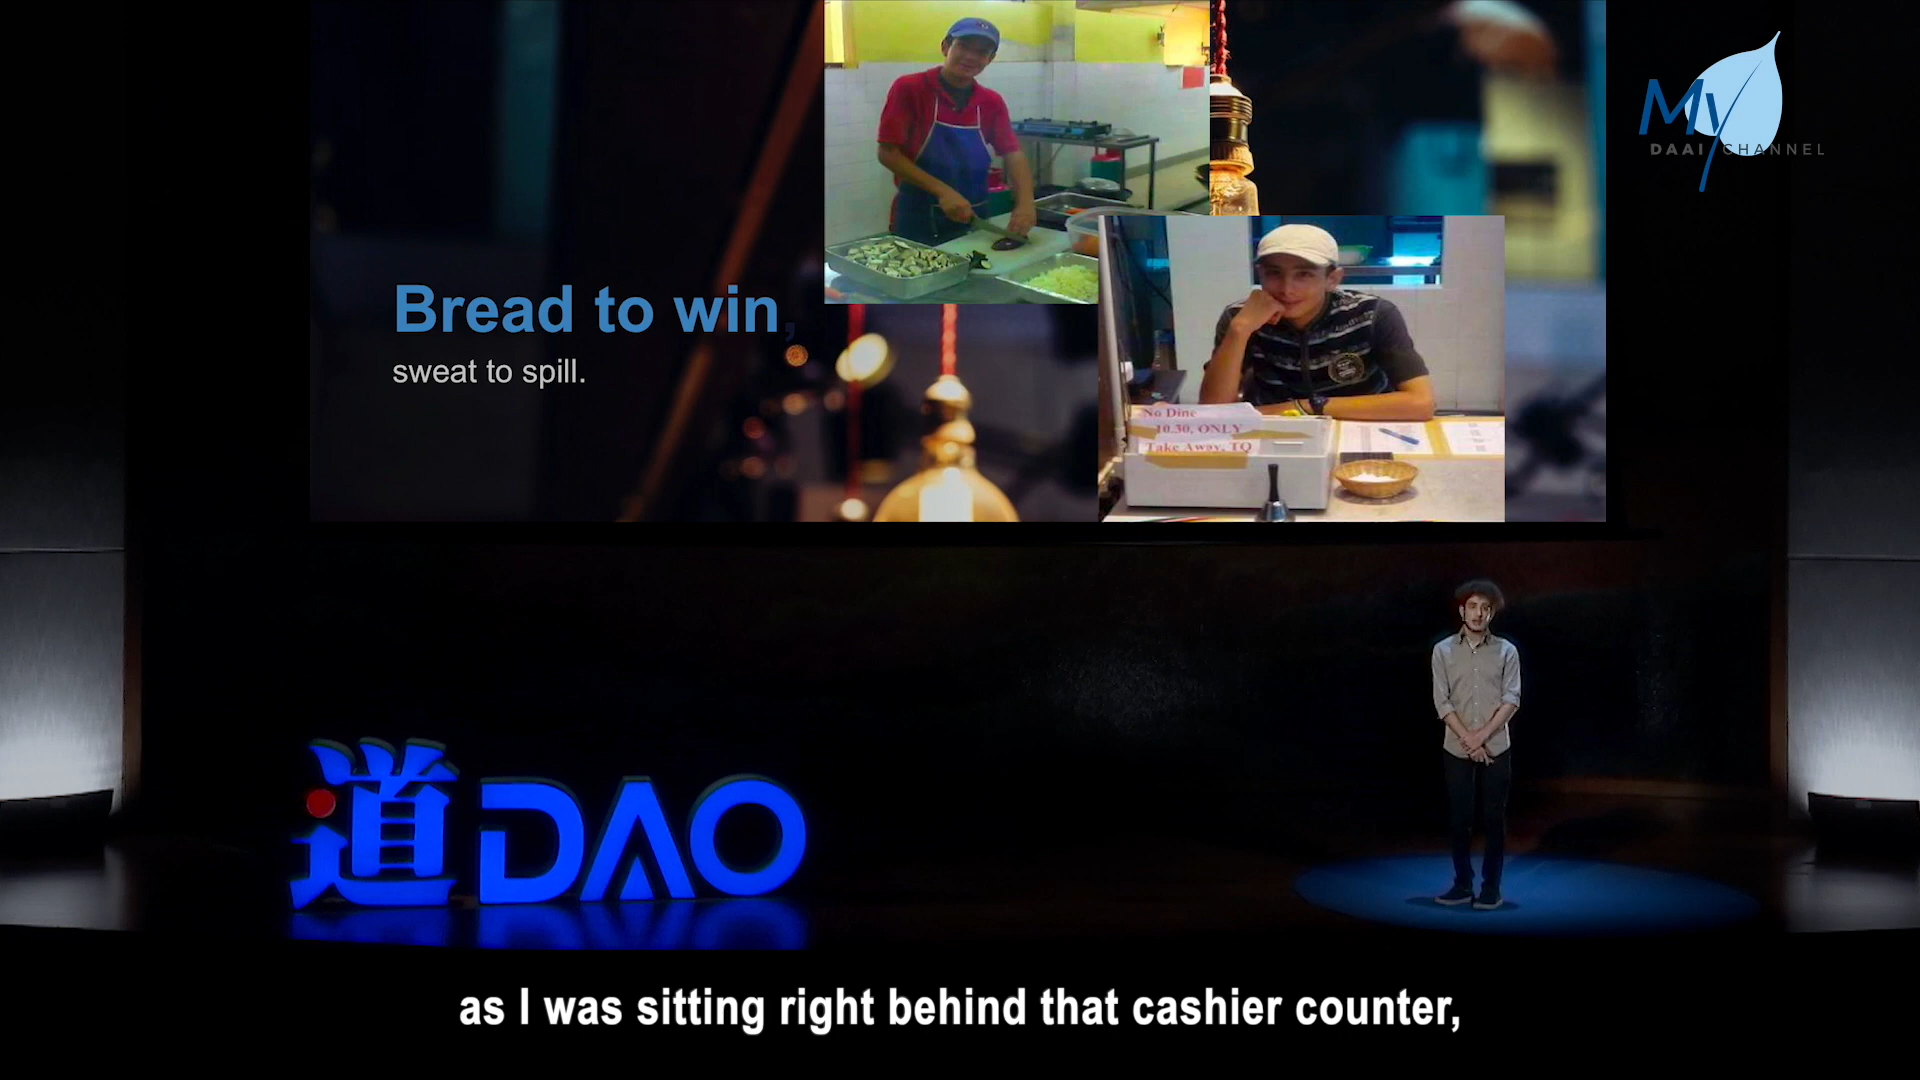 My
DAAI CHANNEL
Bread to win,
sweat to spill.
No Dine
10.30, ONLY
Take Away, TQ
道DAO
as I was sitting right behind that cashier counter,